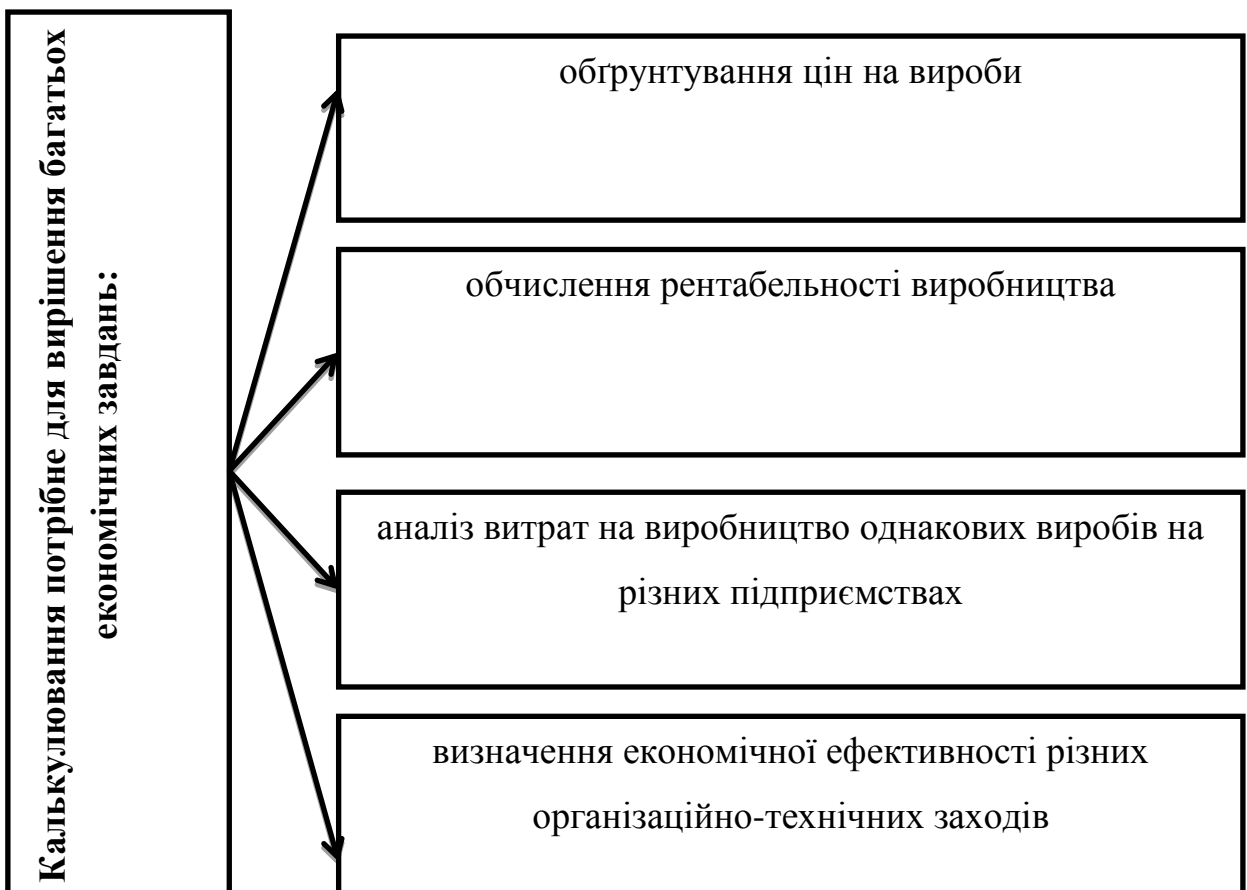 Калькулювання потрібне для вирішення багатьох
економічних завдань:
обґрунтування цін на вироби
обчислення рентабельності виробництва
аналіз витрат на виробництво однакових виробів на
різних підприємствах
визначення економічної ефективності різних
організаційно-технічних заходів